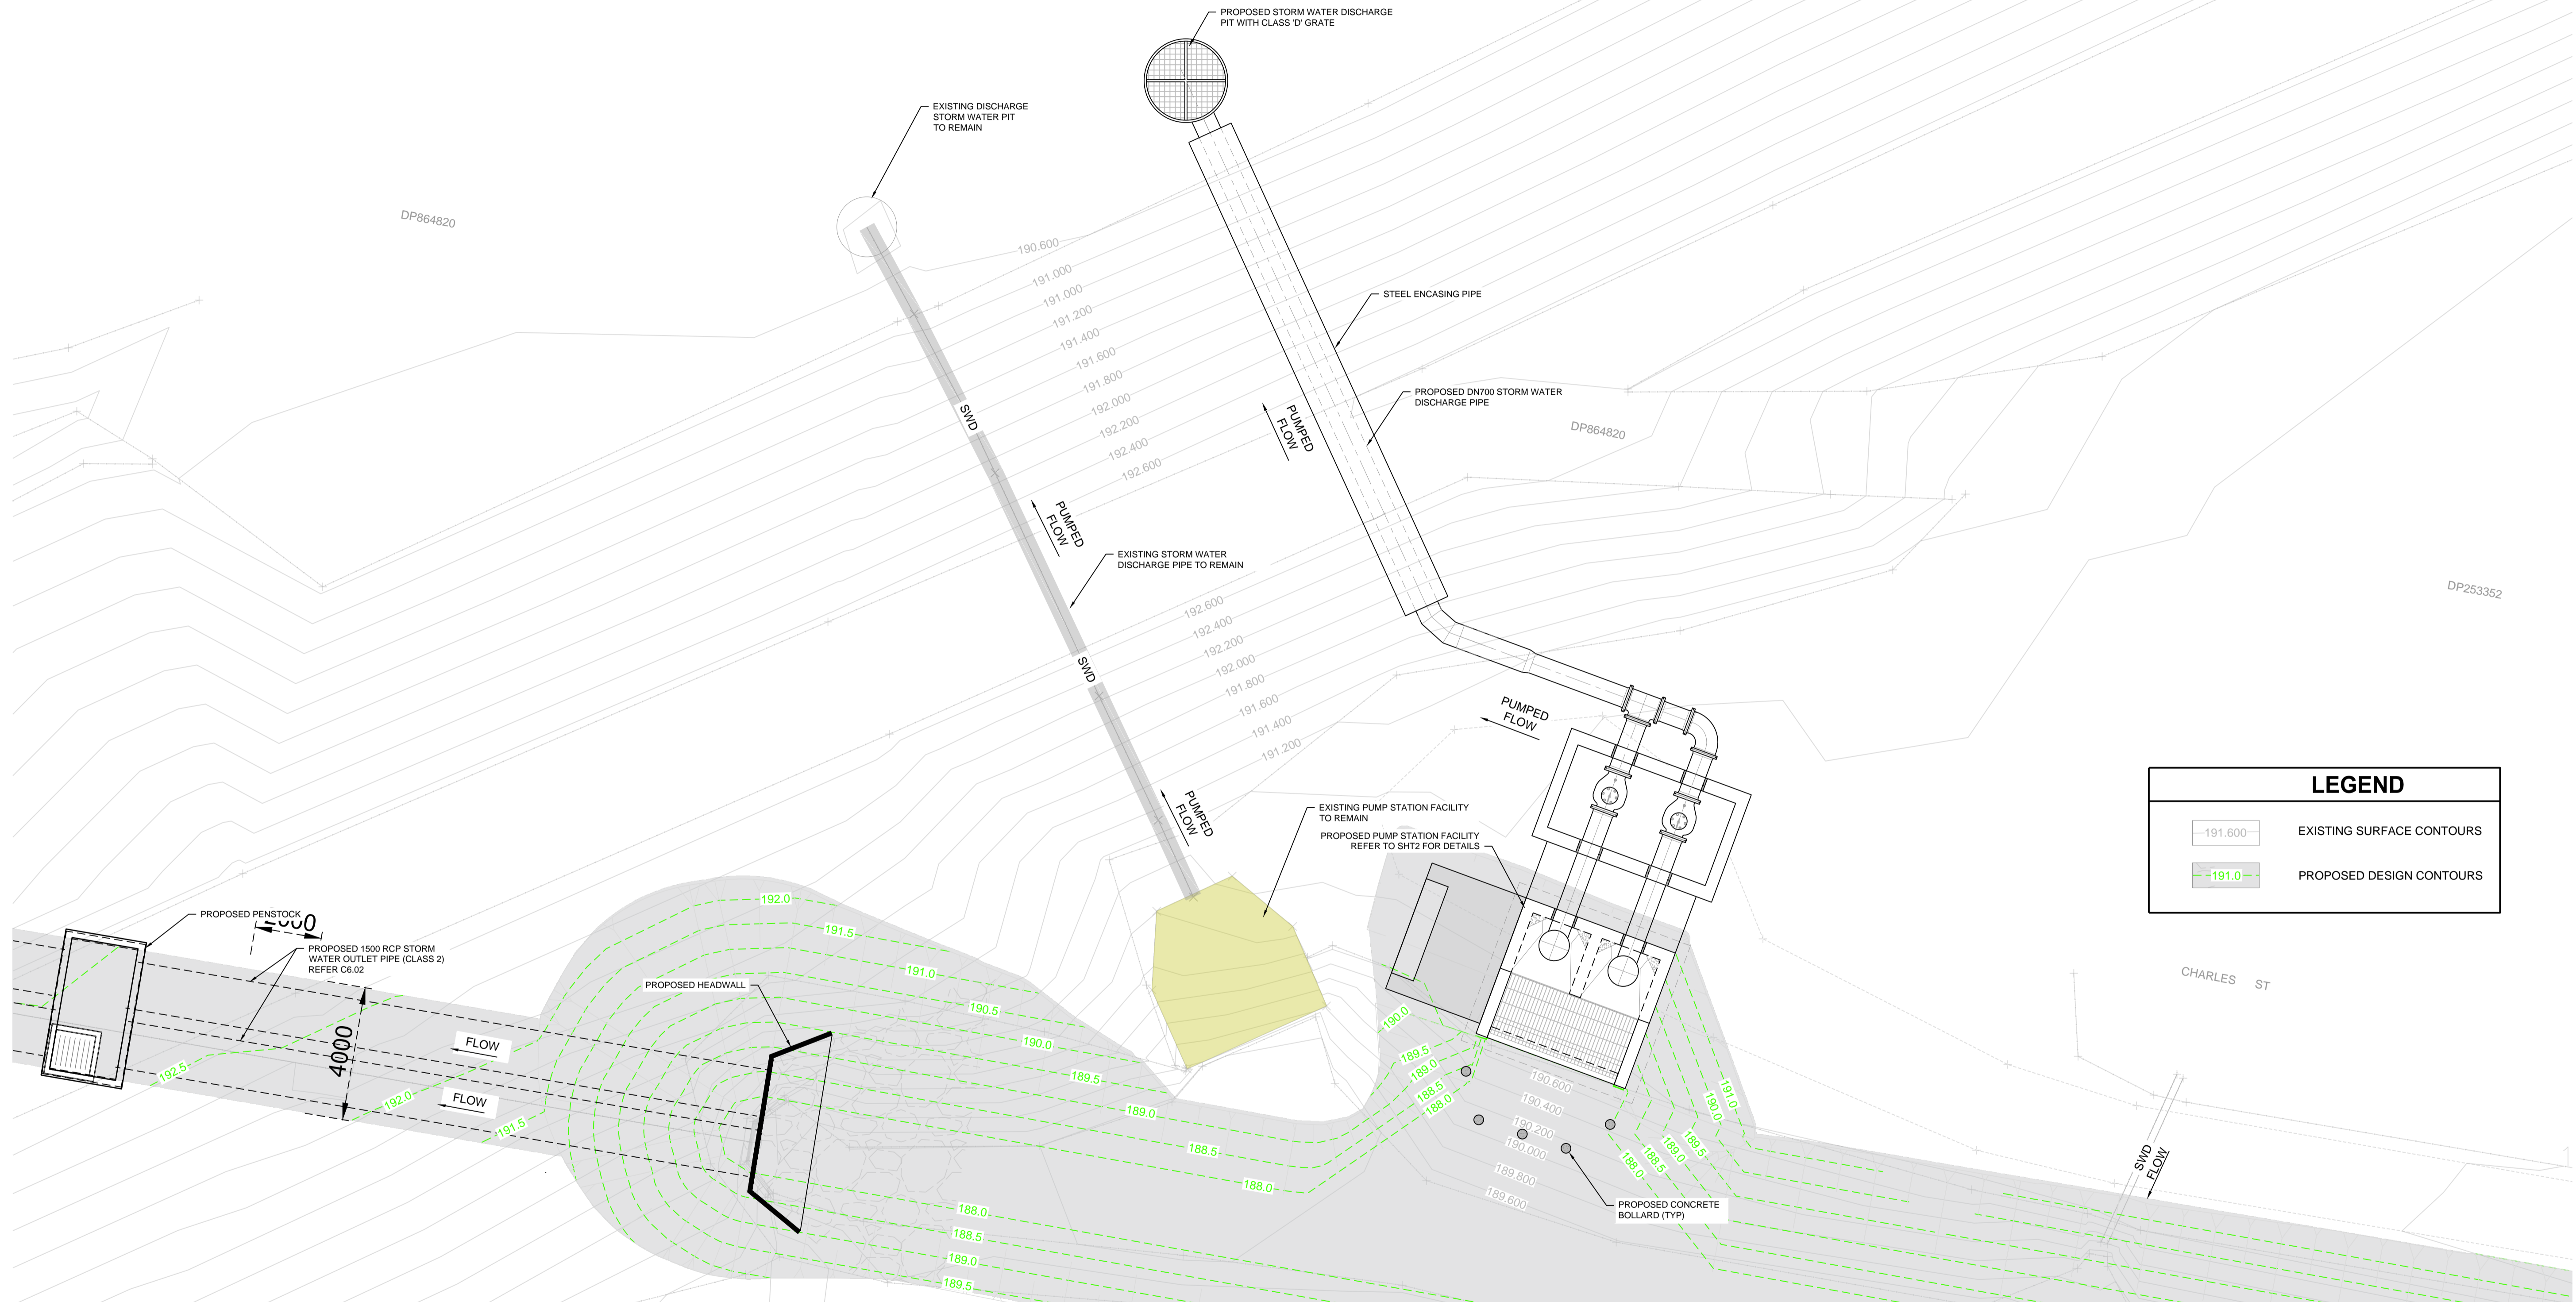 PROPOSED STORM WATER DISCHARGE
PIT WITH CLASS 'D' GRATE
EXISTING DISCHARGE
STORM WATER PIT
TO REMAIN
DP864820
190.600
191.000
191.000
191.200
191.400
191.600
191.800
192.000
192.200
192.400
192.600
STEEL ENCASING PIPE
PROPOSED DN700 STORM WATER
DISCHARGE PIPE
DP864820
PUMPED
FLOW
SWD
PUMPED
FLOW
EXISTING STORM WATER
DISCHARGE PIPE TO REMAIN
DP253352
192.600
192.400
192.200
192.000
191.800
191.600
191.400
191.200
SWD
PUMPED
FLOW
PUMPED
FLOW
EXISTING PUMP STATION FACILITY
TO REMAIN
PROPOSED PUMP STATION FACILITY
REFER TO SHT2 FOR DETAILS
LEGEND
191.600
EXISTING SURFACE CONTOURS
191.0
PROPOSED DESIGN CONTOURS
PROPOSED PENSTOCK
PROPOSED 1500 RCP STORM
WATER OUTLET PIPE (CLASS 2)
REFER C6.02
4000
PROPOSED HEADWALL
192.0
191.5
191.0
190.5
190.0
189.5
189.0
188.5
188.0
FLOW
FLOW
192.5
192.0
191.5
188.0
188.5
189.0
189.5
190.0
189.5
189.0
188.5
188.0
190.600
190.400
190.200
190.000
189.800
189.600
191.0
190.0
189.5
189.0
188.5
188.0
PROPOSED CONCRETE
BOLLARD (TYP)
CHARLES ST
SWD
FLOW